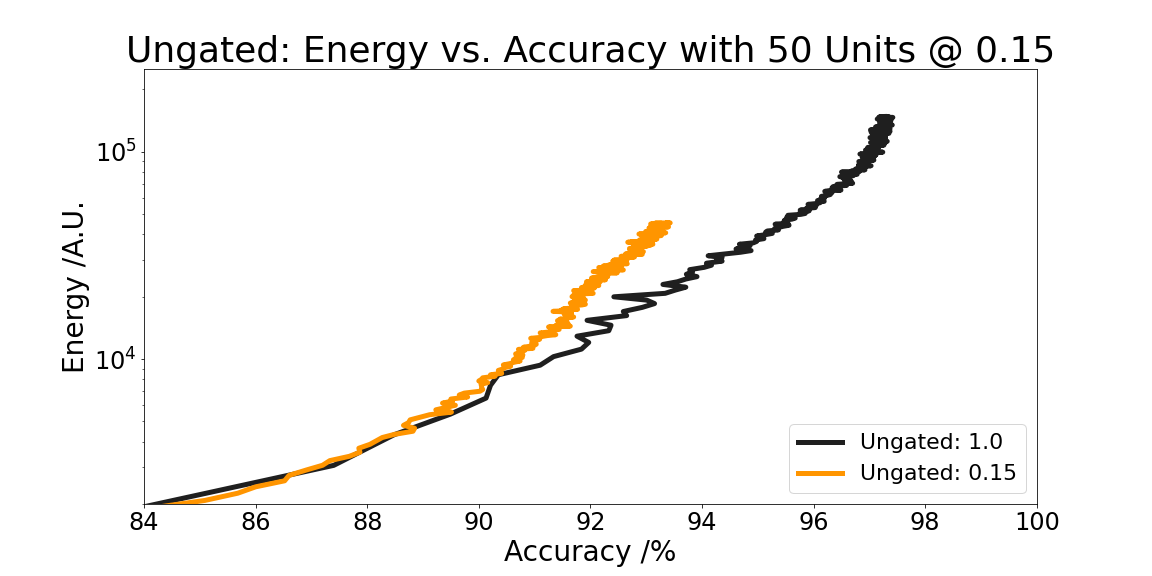 Ungated: Energy vs. Accuracy with 50 Units @ 0.15
10^5
10^4
Energy /A.U.
Ungated: 1.0
Ungated: 0.15
84 86 88 90 92 94 96 98 100
Accuracy /%